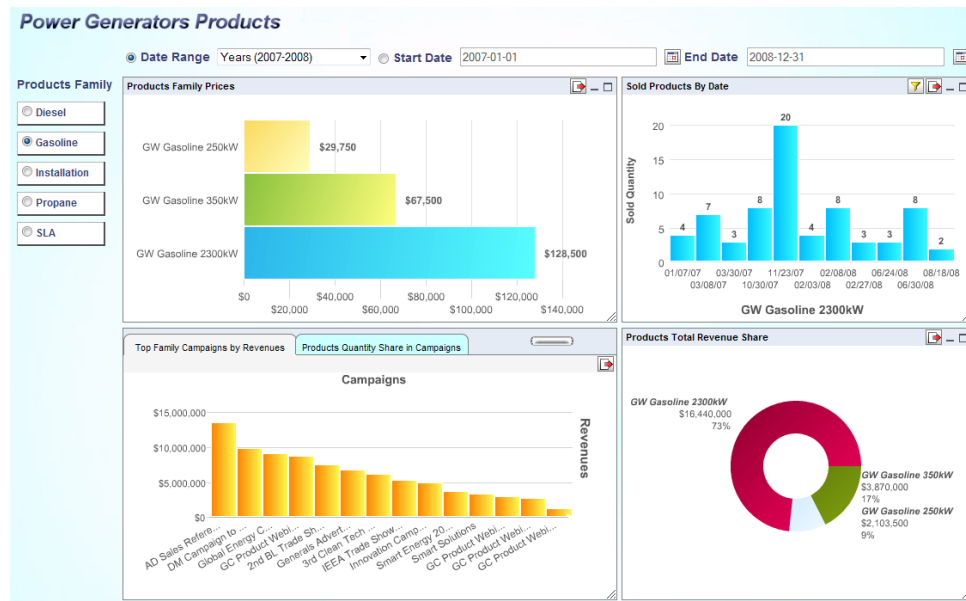 Power Generators Products
Date Range Years (2007-2008) Start Date 2007-01-01 End Date 2008-12-31
Products Family
Diesel
Gasoline
Installation
Propane
SLA
Products Family Prices
GW Gasoline 250kW $29,750
GW Gasoline 350kW $67,500
GW Gasoline 2300kW $128,500
$0 $40,000 $80,000 $120,000
$20,000 $60,000 $100,000 $140,000
Sold Products By Date
Sold Quantity
20
15
10
5
0
4 7 3 8 20 4 8 3 3 8 2
01/07/07 03/30/07 11/23/07 02/08/08 06/24/08 08/18/08
03/08/07 10/30/07 02/03/08 02/27/08 06/30/08
GW Gasoline 2300kW
Top Family Campaigns by Revenues Products Quantity Share in Campaigns
Campaigns
Revenues
$15,000,000
$10,000,000
$5,000,000
$0
AD Sales Refere...
DM Campaign to ...
Global Energy C...
GC Product Webi...
2nd BL Trade Sh...
Generals Advert...
3rd Clean Tech ...
IEEA Trade Show...
Innovation Camp...
Smart Energy 20...
Smart Solutions
GC Product Webi...
GC Product Webi...
GC Product Webi...
Products Total Revenue Share
GW Gasoline 2300kW
$16,440,000
73%
GW Gasoline 350kW
$3,870,000
17%
GW Gasoline 250kW
$2,103,500
9%